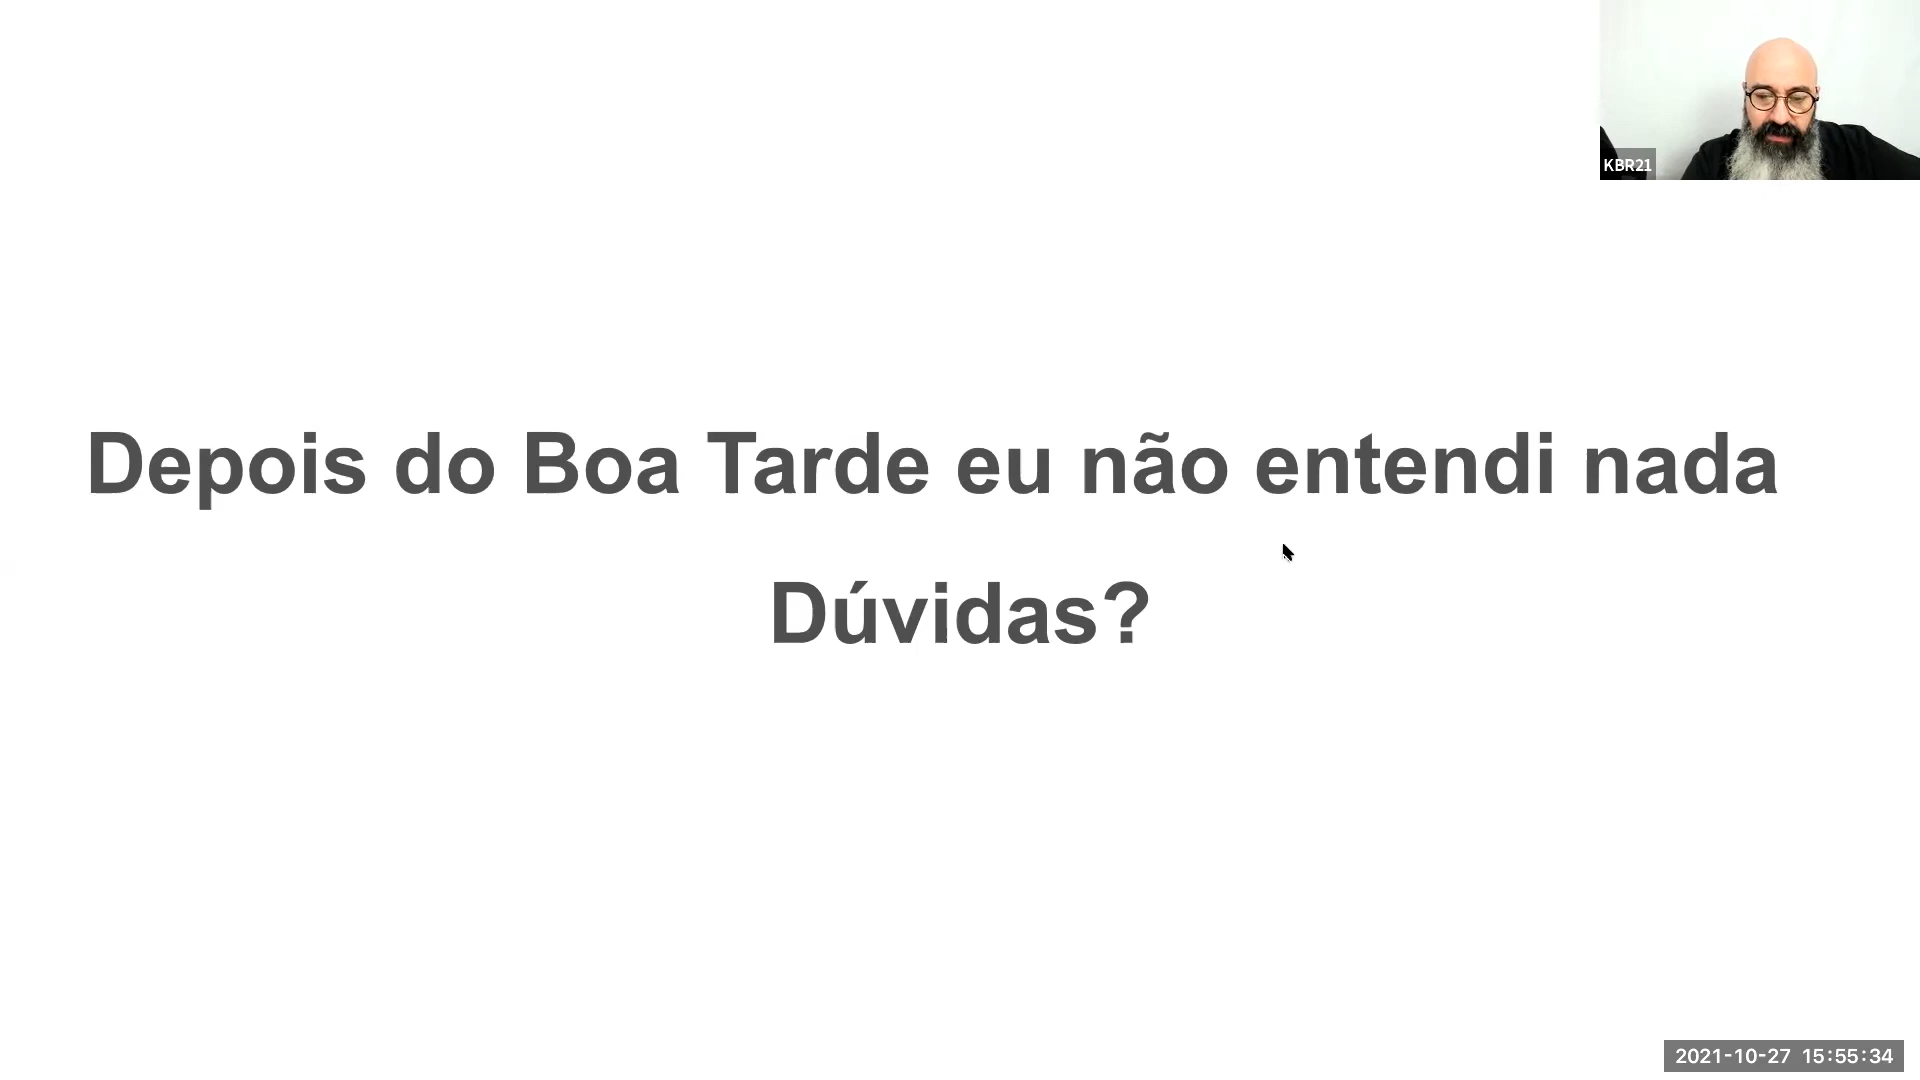 KBR21
Depois do Boa Tarde eu não entendi nada
Dúvidas?
2021-10-27 15:55:34